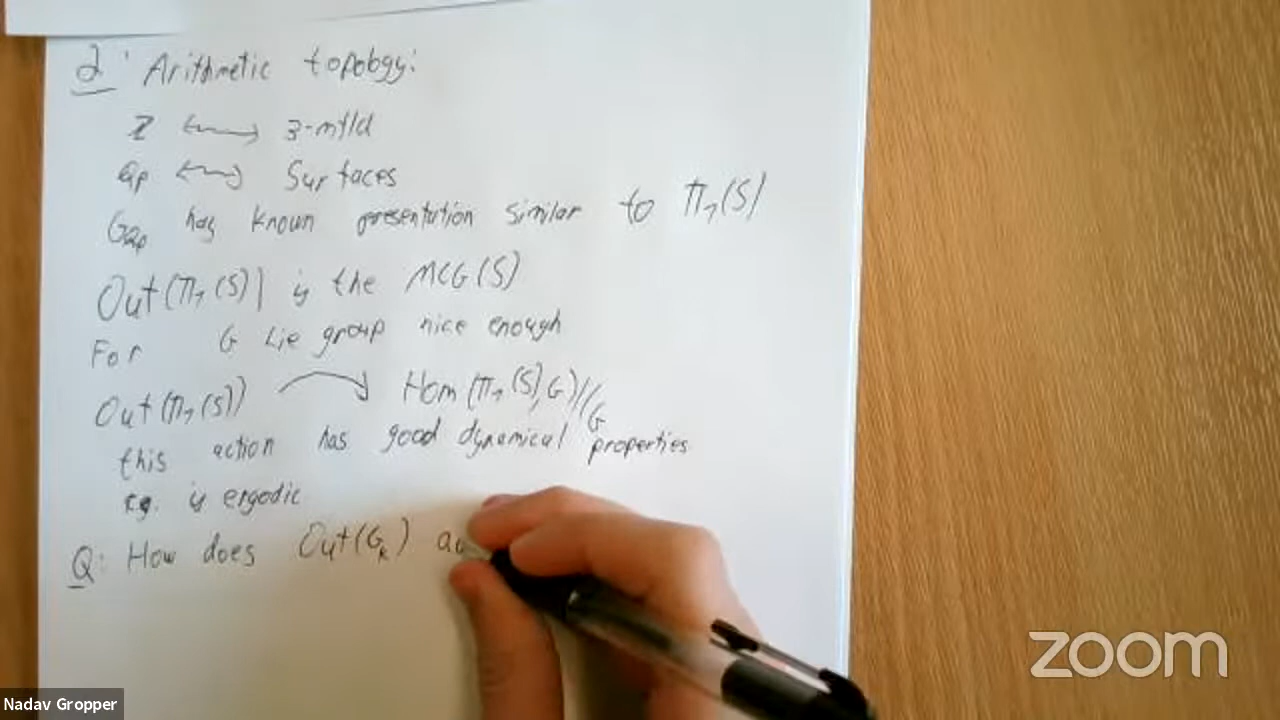 2: Arithmetic topology:
Z ⟷ 3-mfld
Qp ⟷ Surfaces
G_Qp has known presentation similar to π₁(S)
Out(π₁(S)) is the MCG(S)
For G Lie group nice enough
Out(π₁(S)) ↷ Hom(π₁(S),G)//G
this action has good dynamical properties
e.g. is ergodic
Q: How does Out(G_K)
zoom
Nadav Gropper